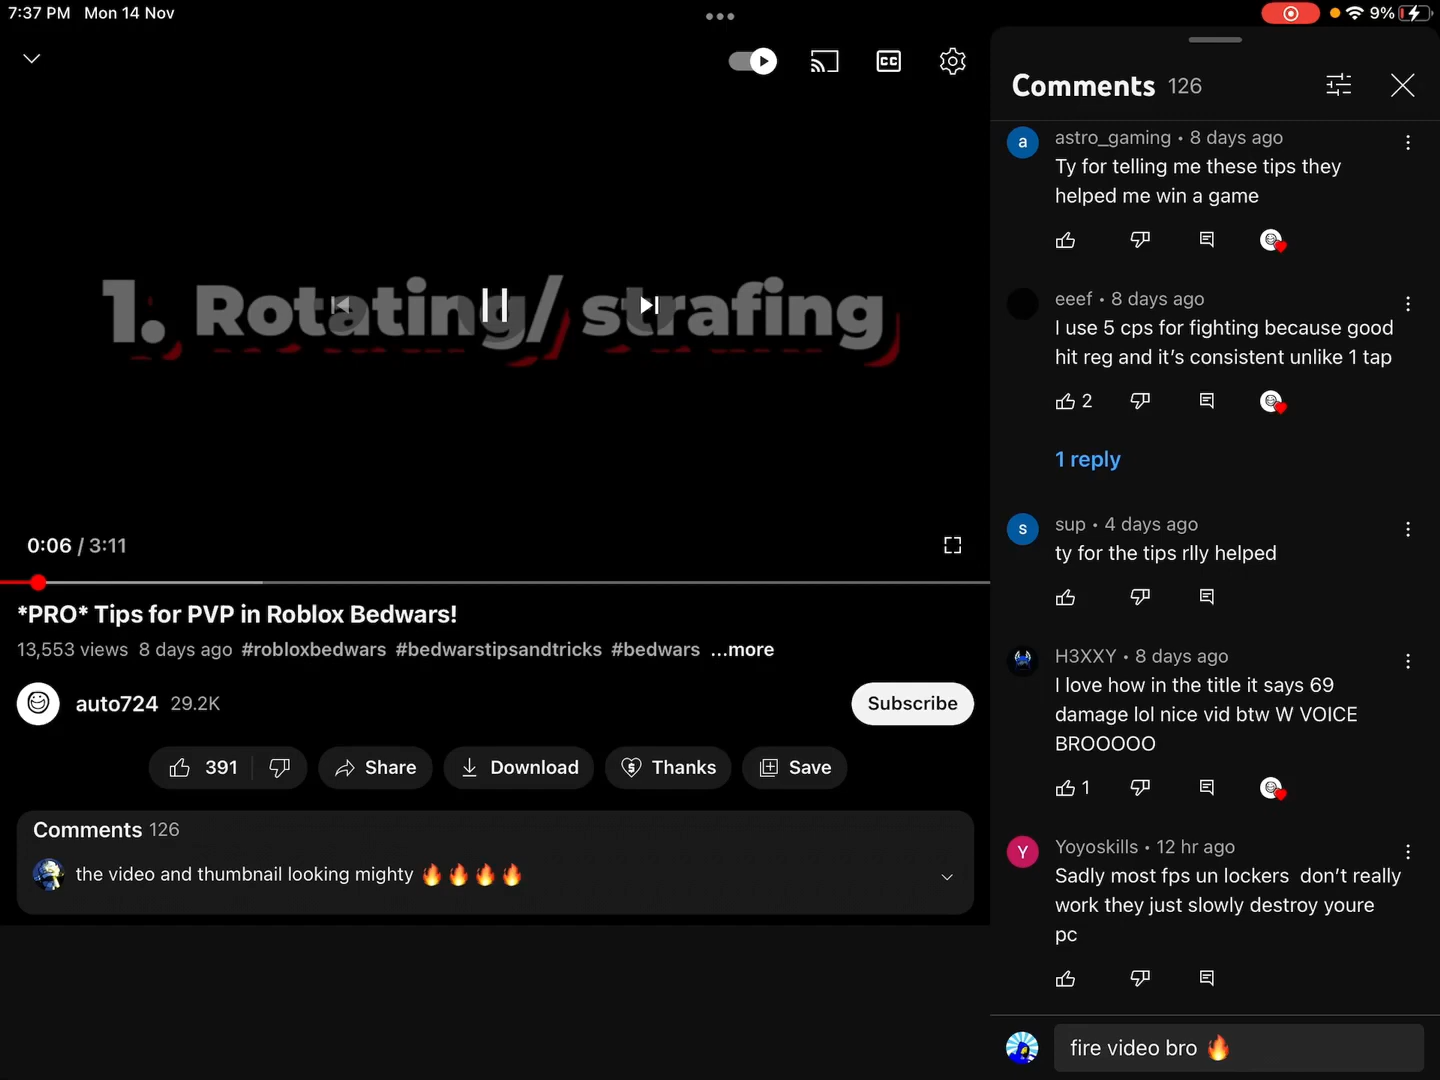 7:37 PM Mon 14 Nov
9%
CC
1. Rotating/ strafing
0:06 / 3:11
*PRO* Tips for PVP in Roblox Bedwars!
13,553 views 8 days ago #robloxbedwars #bedwarstipsandtricks #bedwars ...more
auto724 29.2K
Subscribe
391
Share
Download
Thanks
Save
Comments 126
the video and thumbnail looking mighty 🔥🔥🔥🔥
Comments 126
a
astro_gaming • 8 days ago
Ty for telling me these tips they
helped me win a game
eeef • 8 days ago
I use 5 cps for fighting because good
hit reg and it’s consistent unlike 1 tap
2
1 reply
s
sup • 4 days ago
ty for the tips rlly helped
H3XXY • 8 days ago
I love how in the title it says 69
damage lol nice vid btw W VOICE
BROOOOO
1
Y
Yoyoskills • 12 hr ago
Sadly most fps un lockers don’t really
work they just slowly destroy youre
pc
fire video bro 🔥